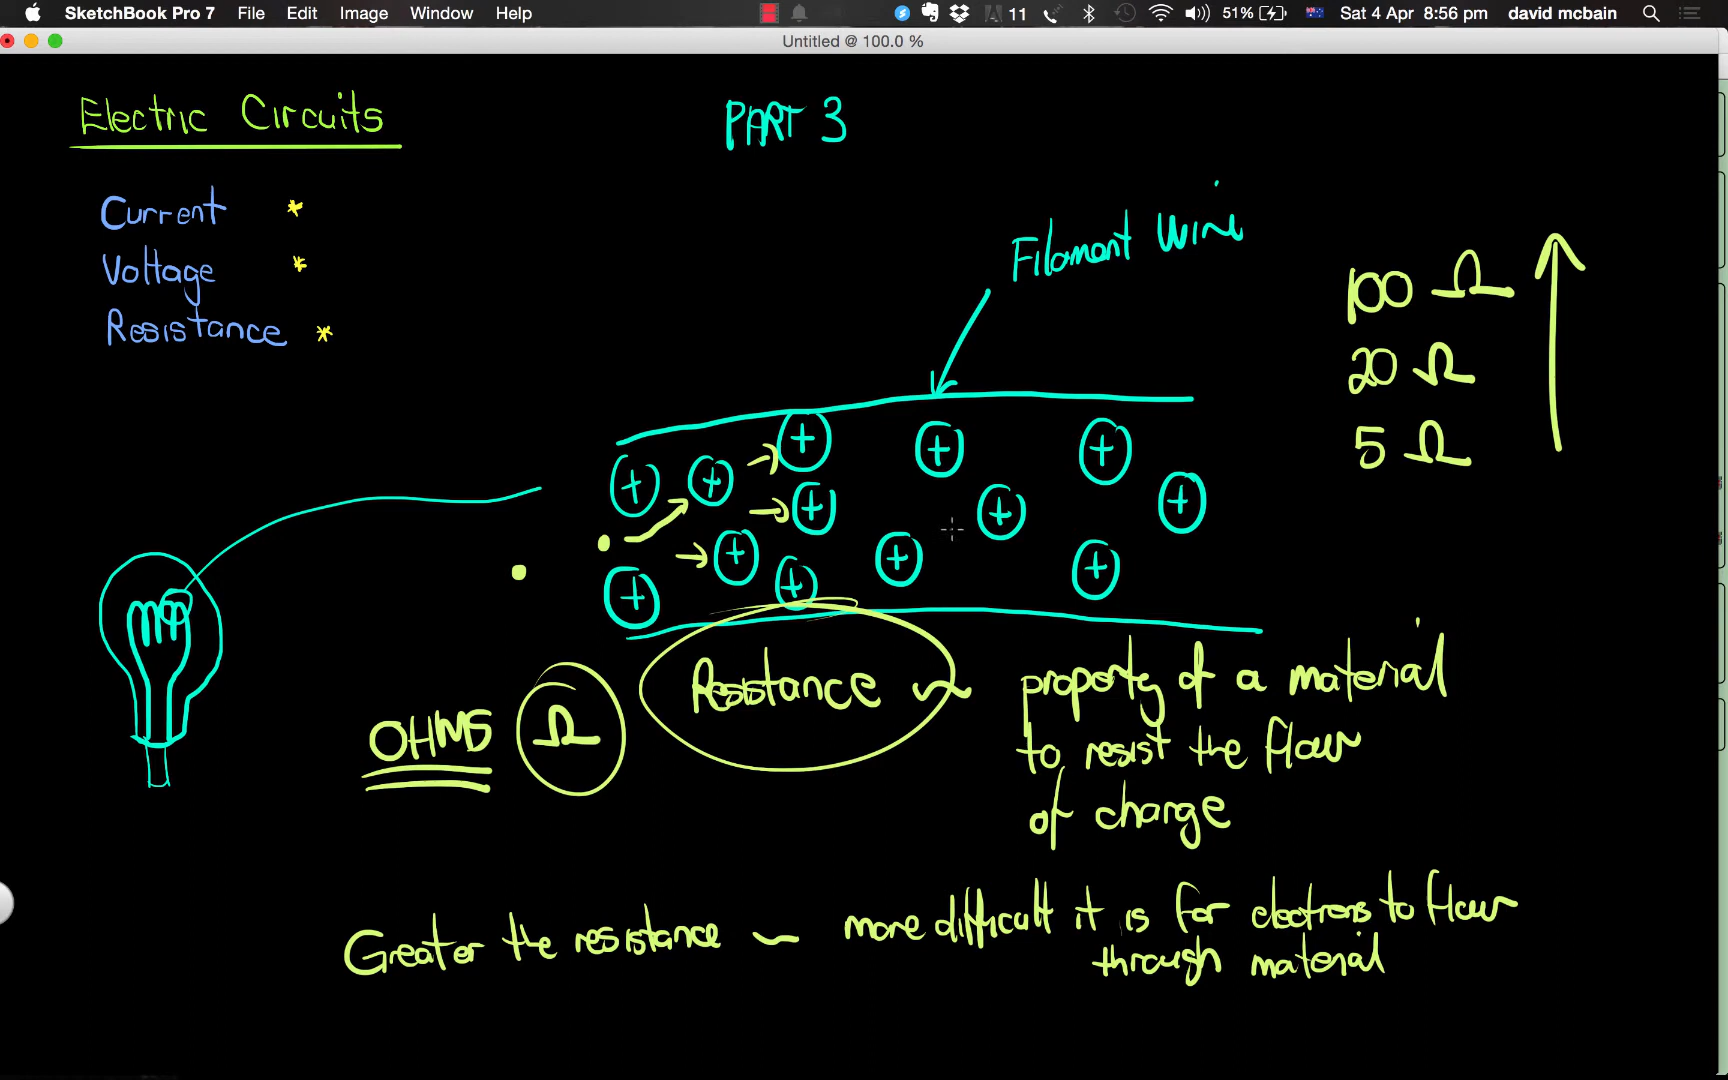 SketchBook Pro 7 File Edit Image Window Help 11 51% Sat 4 Apr 8:56 pm david mcbain
Untitled @ 100.0 %
Electric Circuits
PART 3
Current *
Voltage *
Resistance *
Filament Wire
100 Ω
20 Ω
5 Ω
+ + + + + + + + + + + + + +
OHMS Ω
Resistance ~ property of a material
to resist the flow
of charge
Greater the resistance ~ more difficult it is for electrons to flow
through material